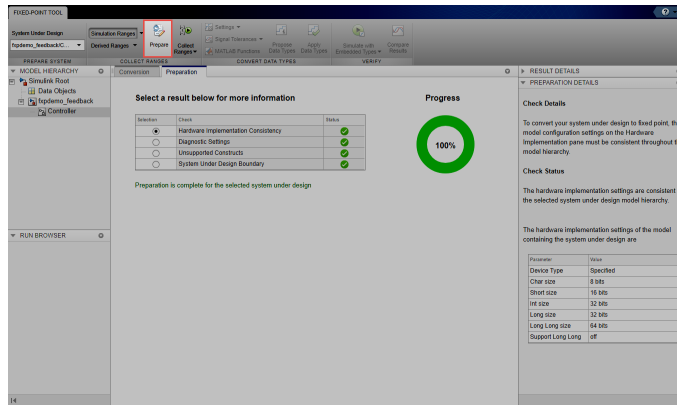 FIXED-POINT TOOL
System Under Design
fxpdemo_feedback/C...
Simulation Ranges
Derived Ranges
Prepare
Collect
Ranges
Settings
Signal Tolerances
MATLAB Functions
Propose
Data Types
Apply
Data Types
Simulate with
Embedded Types
Compare
Results
PREPARE SYSTEM
COLLECT RANGES
CONVERT DATA TYPES
VERIFY
MODEL HIERARCHY
Simulink Root
Data Objects
fxpdemo_feedback
Controller
RUN BROWSER
Conversion
Preparation
Select a result below for more information
Selection Check Status
Hardware Implementation Consistency
Diagnostic Settings
Unsupported Constructs
System Under Design Boundary
Preparation is complete for the selected system under design
Progress
100%
RESULT DETAILS
PREPARATION DETAILS
Check Details
To convert your system under design to fixed point, th
model configuration settings on the Hardware
Implementation pane must be consistent throughout t
model hierarchy.
Check Status
The hardware implementation settings are consistent
the selected system under design model hierarchy.
The hardware implementation settings of the model
containing the system under design are
Parameter Value
Device Type Specified
Char size 8 bits
Short size 16 bits
Int size 32 bits
Long size 32 bits
Long Long size 64 bits
Support Long Long off